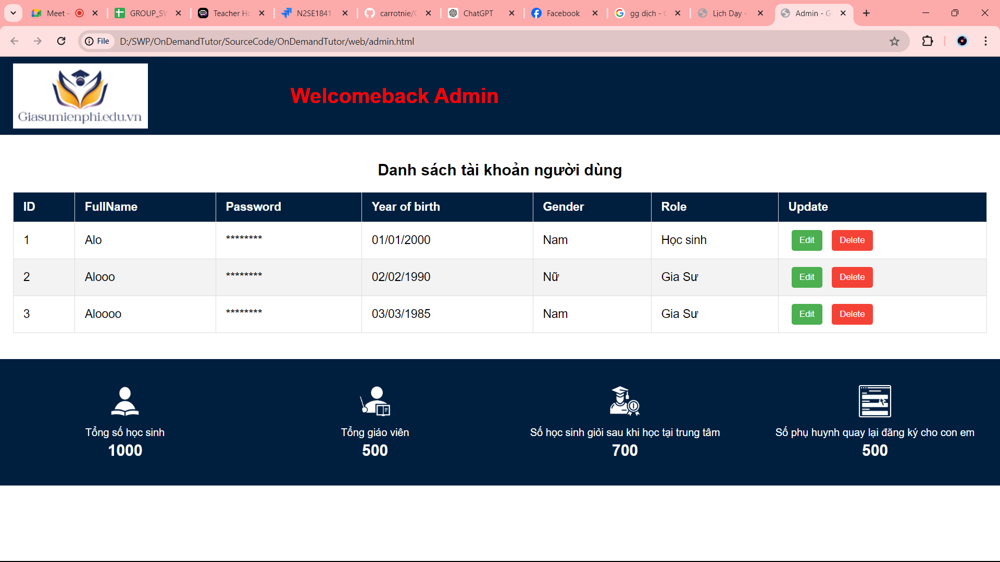 Meet - GROUP_SW Teacher Ho N2SE1841 carrotnie/ ChatGPT Facebook gg dịch - Lịch Dạy - Admin - G
File D:/SWP/OnDemandTutor/SourceCode/OnDemandTutor/web/admin.html
Giasumienphi.edu.vn
Welcomeback Admin
Danh sách tài khoản người dùng
ID FullName Password Year of birth Gender Role Update
1 Alo ******** 01/01/2000 Nam Học sinh Edit Delete
2 Alooo ******** 02/02/1990 Nữ Gia Sư Edit Delete
3 Aloooo ******** 03/03/1985 Nam Gia Sư Edit Delete
Tổng số học sinh Tổng giáo viên Số học sinh giỏi sau khi học tại trung tâm Số phụ huynh quay lại đăng ký cho con em
1000 500 700 500